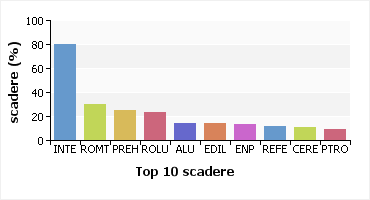 scadere (%)
100
80
60
40
20
0
INTE ROMT PREH ROLU ALU EDIL ENP REFE CERE PTRO
Top 10 scadere